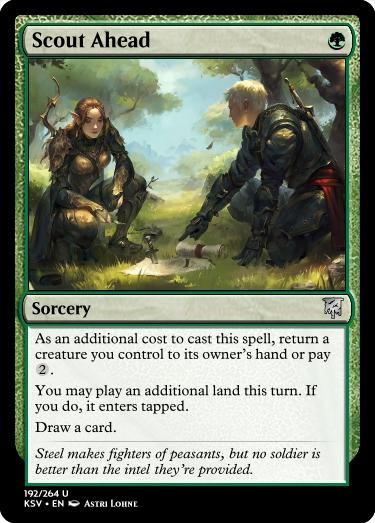 Scout Ahead
Sorcery
As an additional cost to cast this spell, return a
creature you control to its owner's hand or pay
2.
You may play an additional land this turn. If
you do, it enters tapped.
Draw a card.
Steel makes fighters of peasants, but no soldier is
better than the intel they're provided.
192/264 U
KSV • EN Astri Lohne